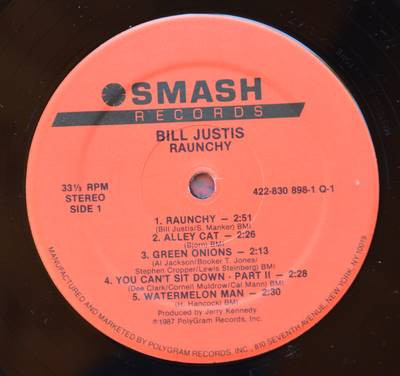 SMASH
RECORDS
BILL JUSTIS
RAUNCHY
33⅓ RPM
STEREO
SIDE 1
422-830 898-1 Q-1
1. RAUNCHY – 2:51
(Bill Justis/S. Manker) BMI
2. ALLEY CAT – 2:26
(Bjorn) BMI
3. GREEN ONIONS – 2:13
(Al Jackson/Booker T. Jones/
Stephen Cropper/Lewis Steinberg) BMI
4. YOU CAN'T SIT DOWN - PART II – 2:28
(Dee Clark/Cornell Muldrow/Cal Mann) BMI
5. WATERMELON MAN – 2:30
(H. Hancock) BMI
Produced by Jerry Kennedy
℗1987 PolyGram Records, Inc.
MANUFACTURED AND MARKETED BY POLYGRAM RECORDS, INC., 810 SEVENTH AVENUE, NEW YORK, NY 10019